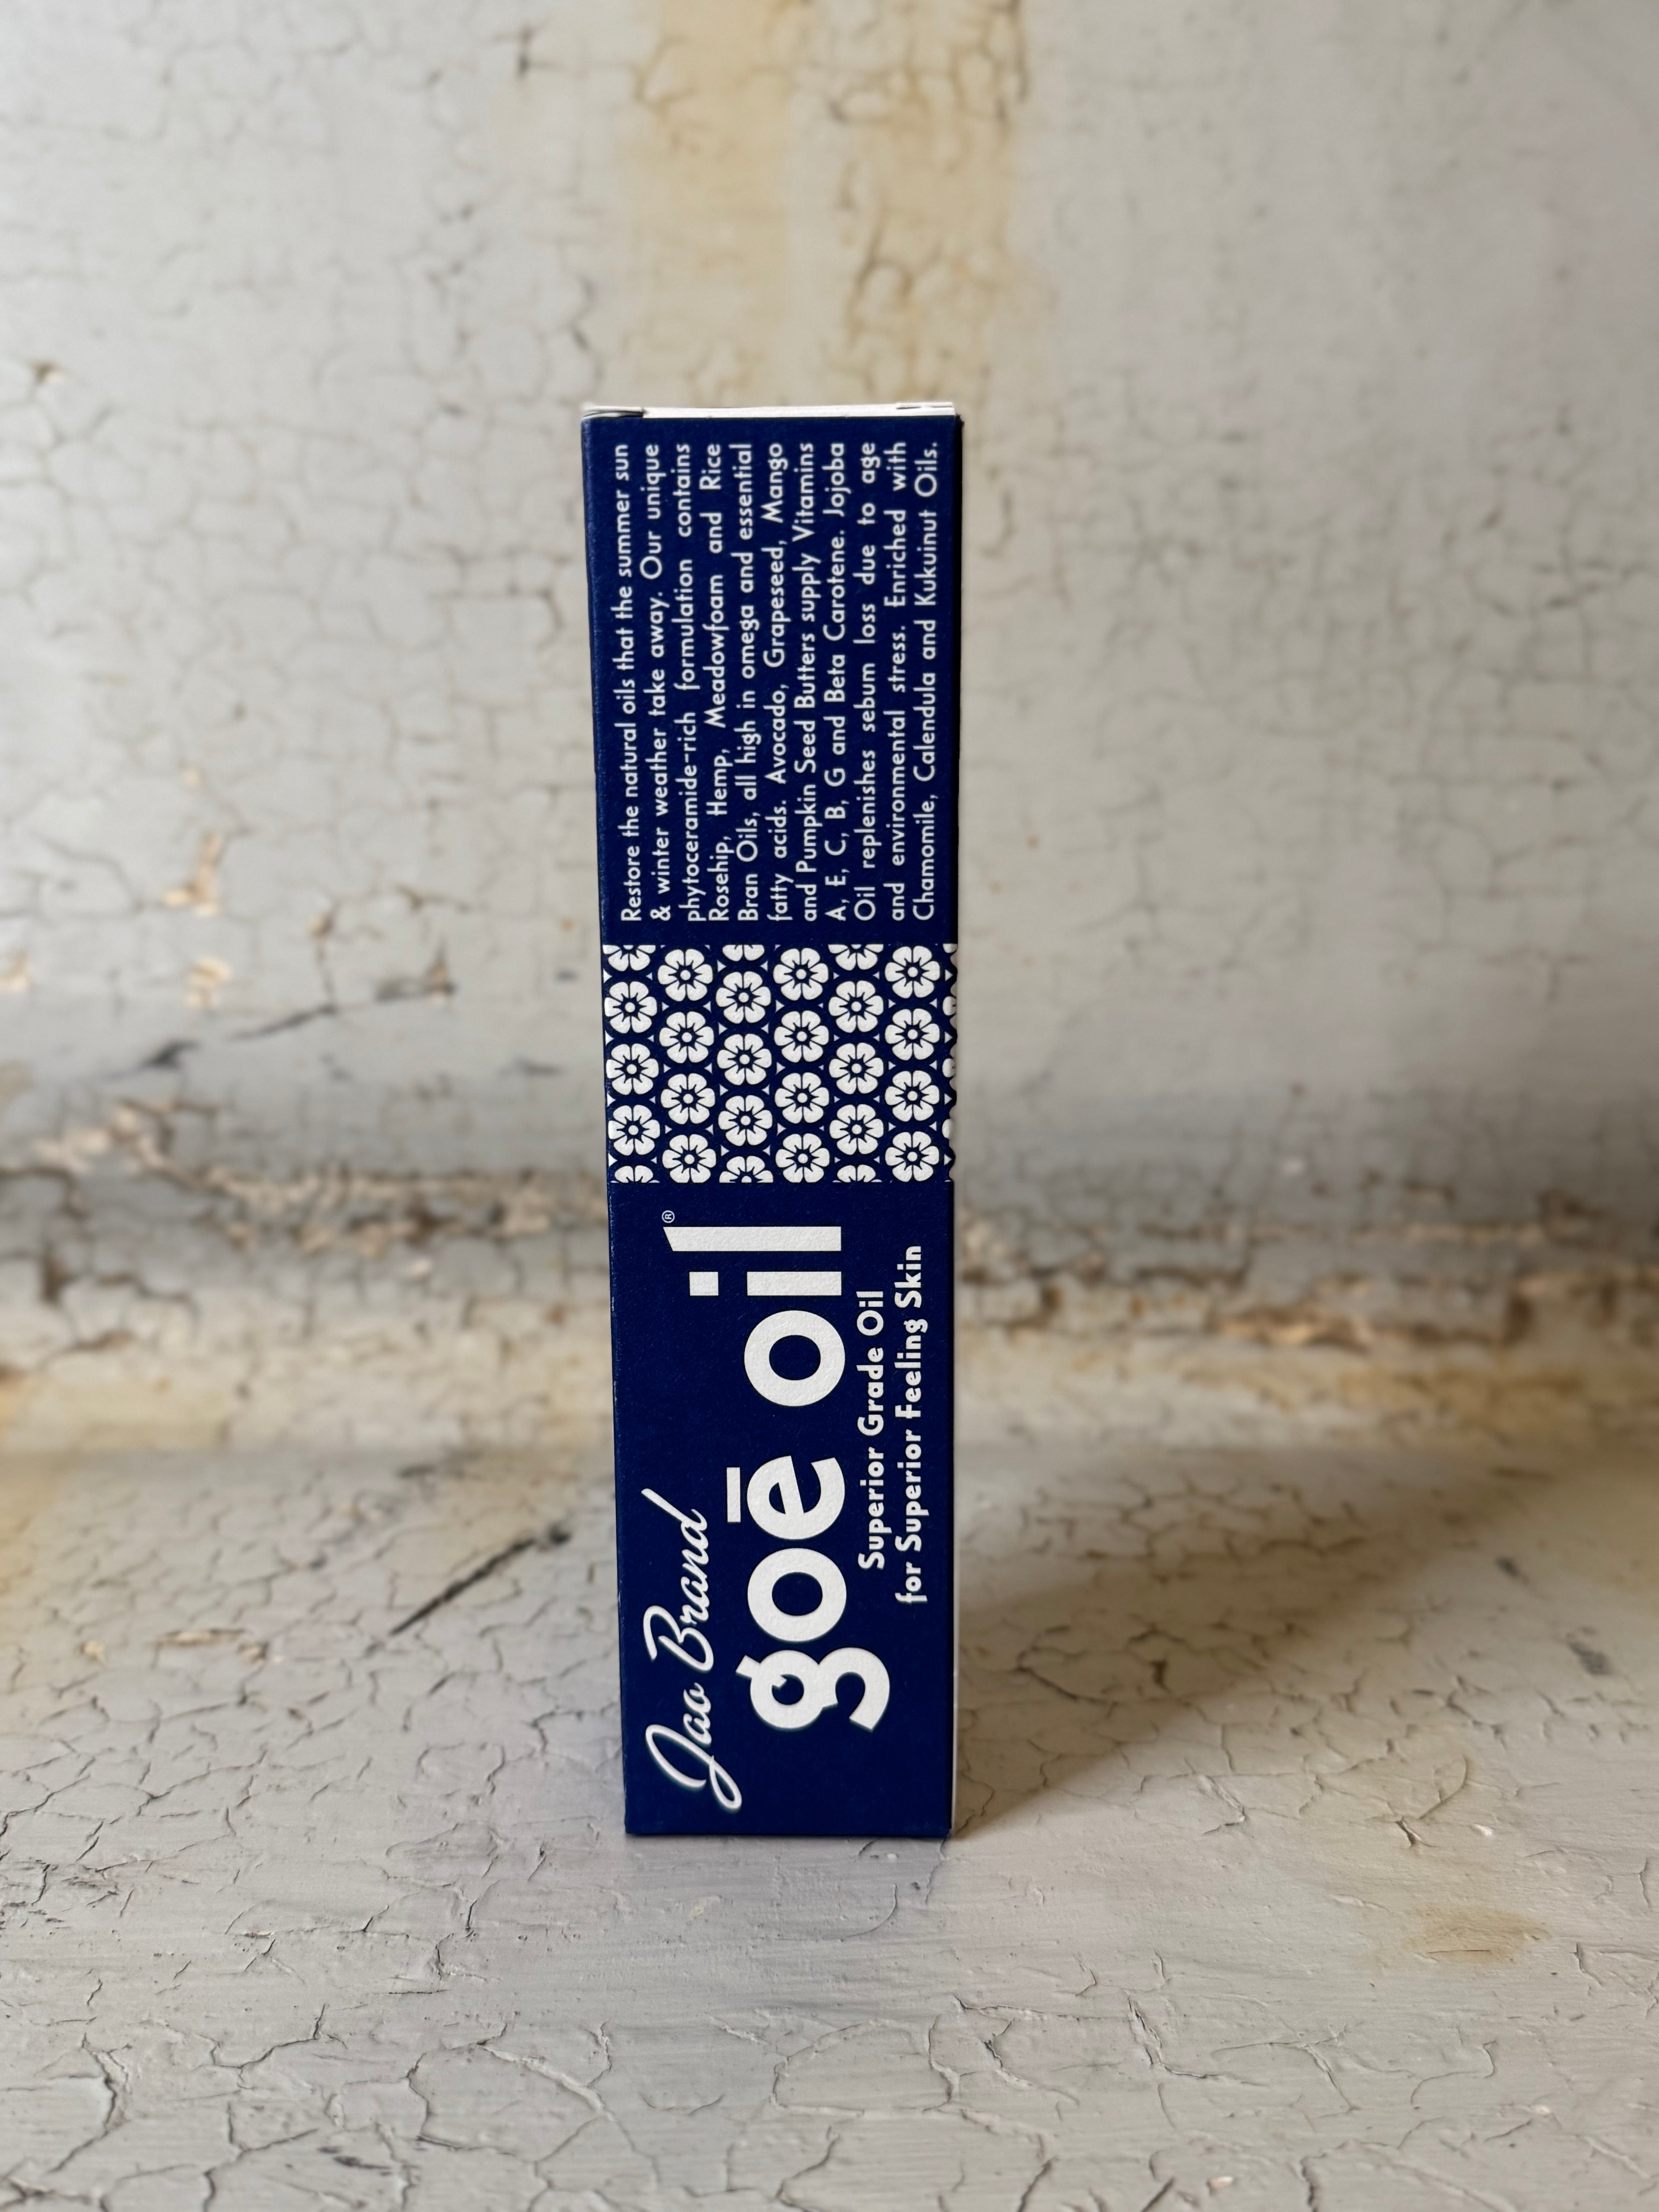 Jao Brand
goē oil®
Superior Grade Oil
for Superior Feeling Skin
Restore the natural oils that the summer sun
& winter weather take away. Our unique
phytoceramide-rich formulation contains
Rosehip, Hemp, Meadowfoam and Rice
Bran Oils, all high in omega and essential
fatty acids. Avocado, Grapeseed, Mango
and Pumpkin Seed Butters supply Vitamins
A, E, C, B, G and Beta Carotene. Jojoba
Oil replenishes sebum loss due to age
and environmental stress. Enriched with
Chamomile, Calendula and Kukuinut Oils.